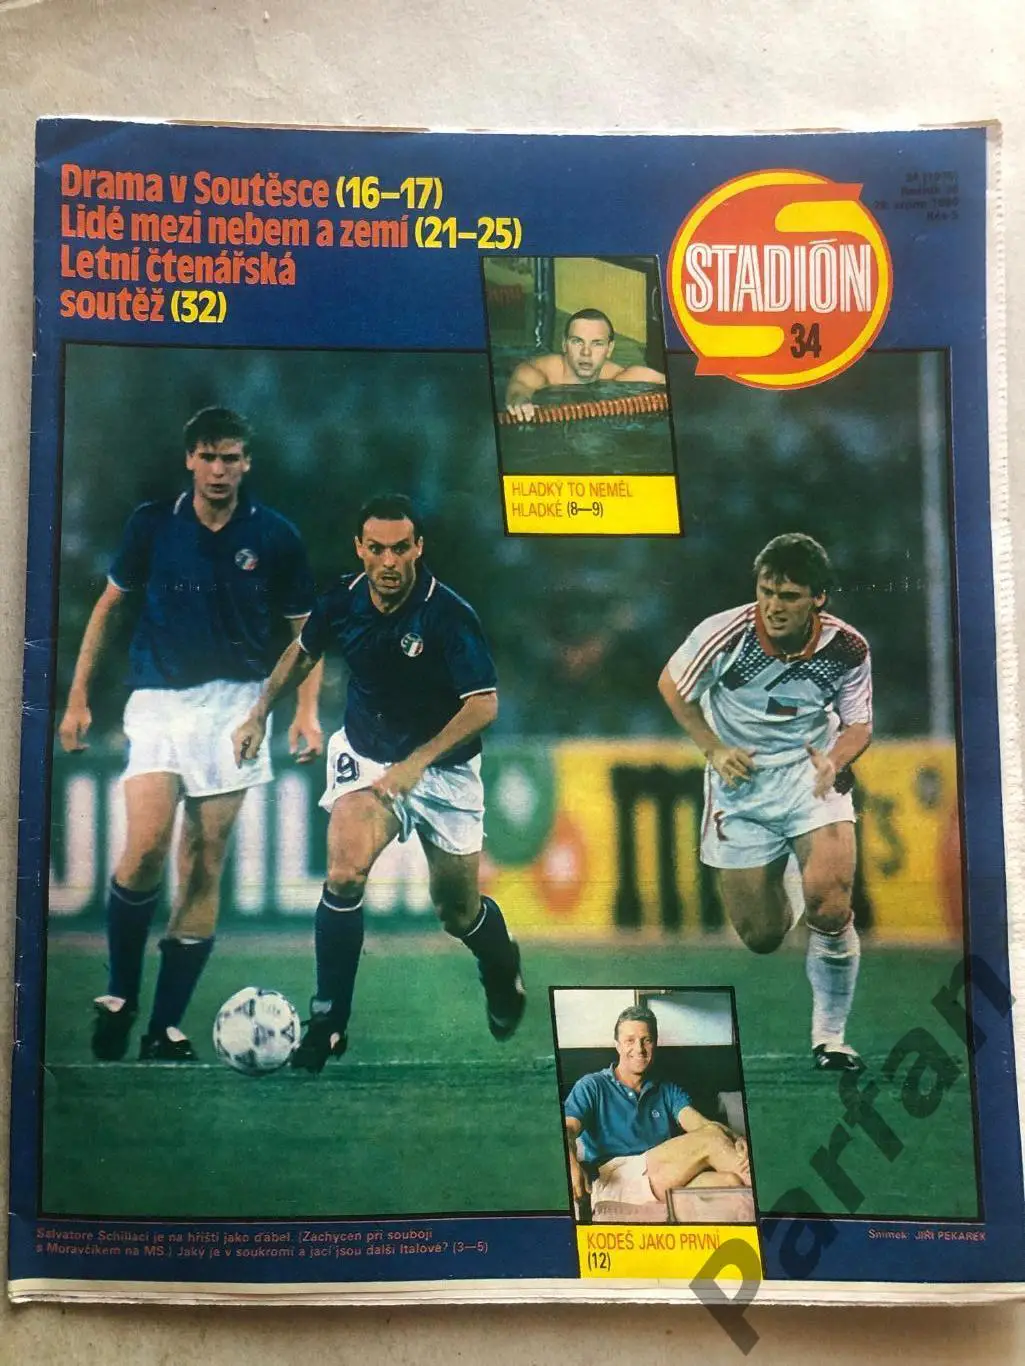 Drama v Soutěsce (16–17)
Lidé mezi nebem a zemí (21–25)
Letní čtenářská
soutěž (32)
STADIÓN
34
HLADKÝ TO NEMĚL
HLADKÉ (8—9)
9
KODEŠ JAKO PRVNÍ
(12)
Salvatore Schillaci je na hřišti jako ďábel. (Zachycen při souboji
s Moravčíkem na MS.) Jaký je v soukromí a jací jsou další Italové? (3—5)
Snímek: JIŘÍ PEKÁREK
Parfan